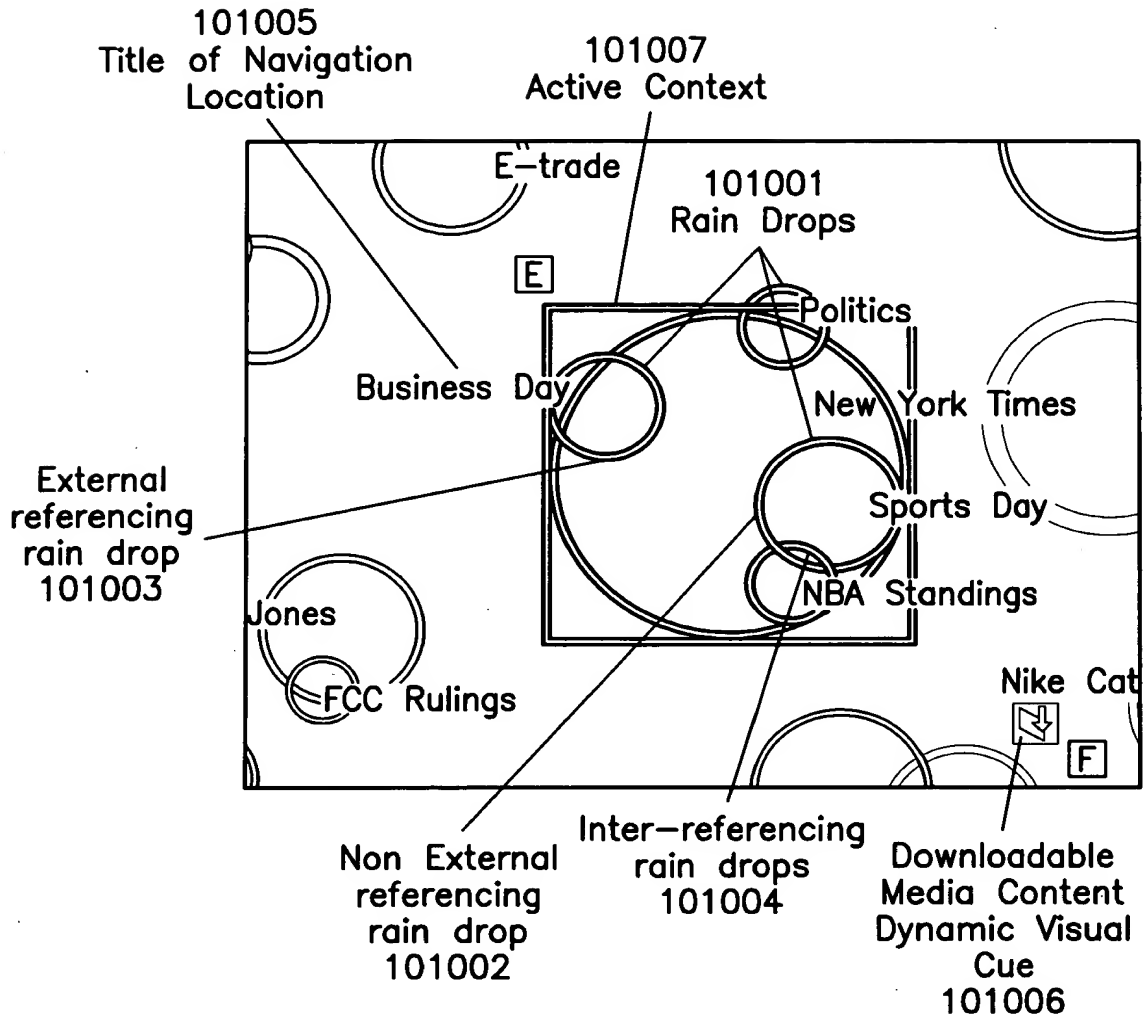 101005
Title of Navigation
Location
101007
Active Context
E-trade
101001
Rain Drops
E
Politics
Business Day
New York Times
External
referencing
rain drop
101003
Sports Day
NBA Standings
Jones
FCC Rulings
Nike Cat
F
Non External
referencing
rain drop
101002
Inter-referencing
rain drops
101004
Downloadable
Media Content
Dynamic Visual
Cue
101006